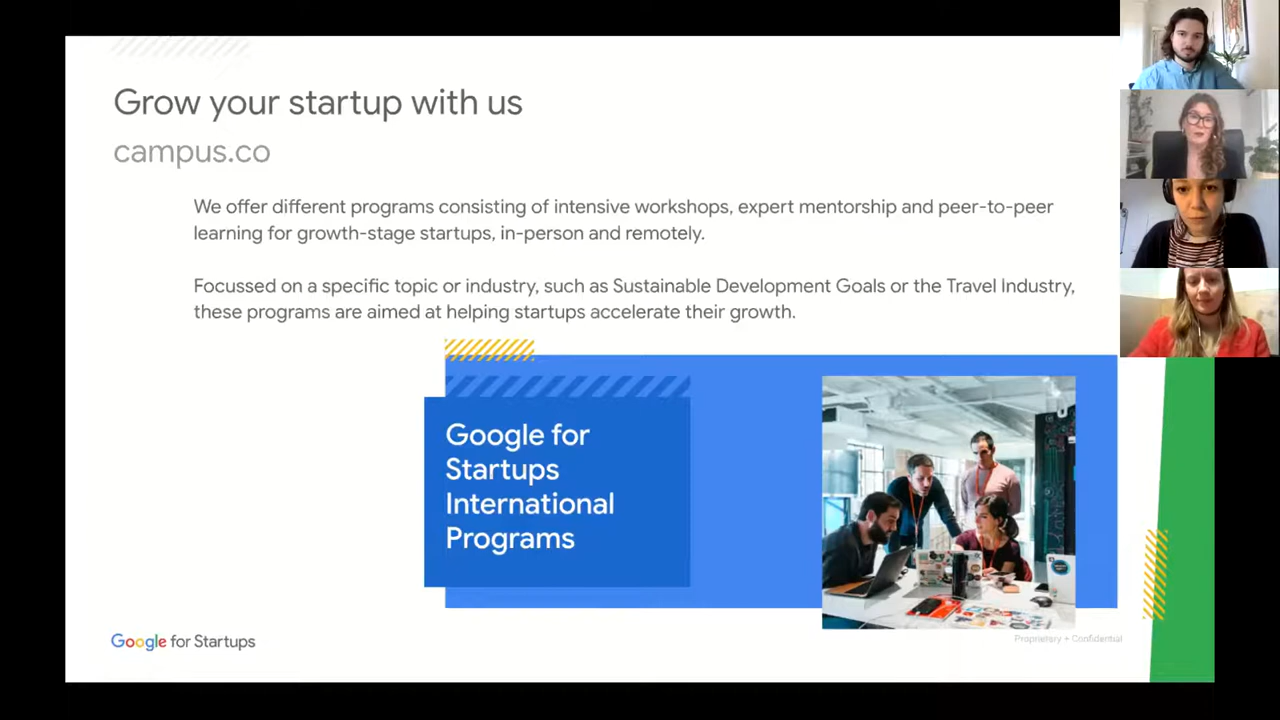 Grow your startup with us
campus.co
We offer different programs consisting of intensive workshops, expert mentorship and peer-to-peer
learning for growth-stage startups, in-person and remotely.
Focussed on a specific topic or industry, such as Sustainable Development Goals or the Travel Industry,
these programs are aimed at helping startups accelerate their growth.
Google for
Startups
International
Programs
Google for Startups
Proprietary + Confidential